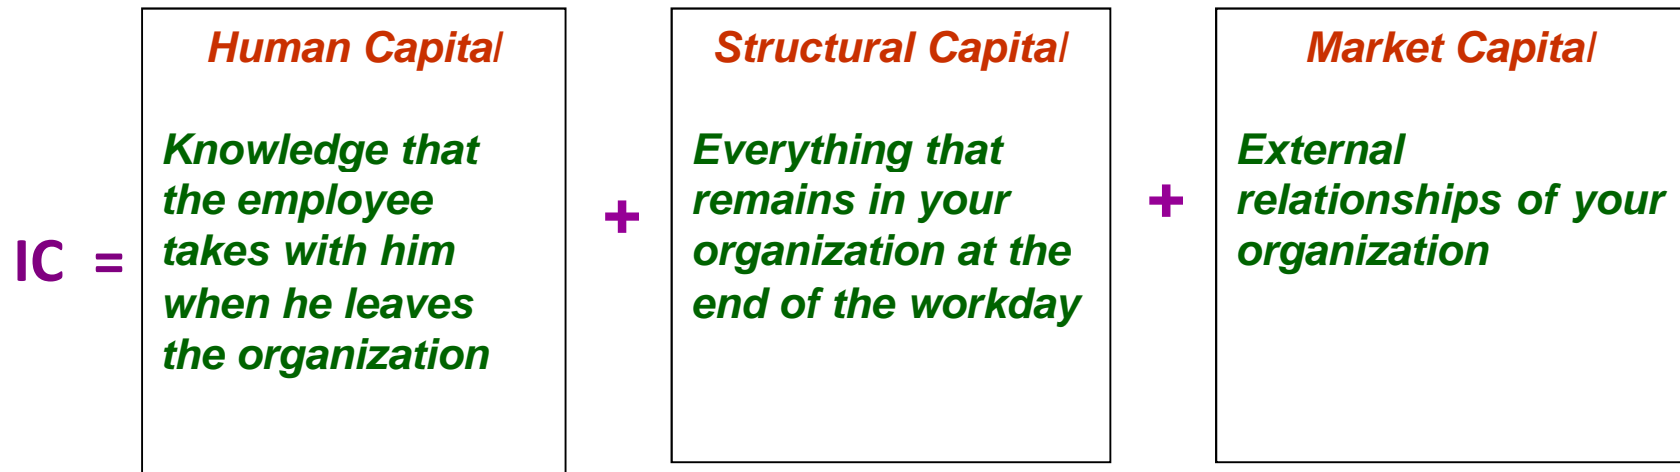 IC =
Human Capital
Knowledge that
the employee
takes with him
when he leaves
the organization
+
Structural Capital
Everything that
remains in your
organization at the
end of the workday
+
Market Capital
External
relationships of your
organization